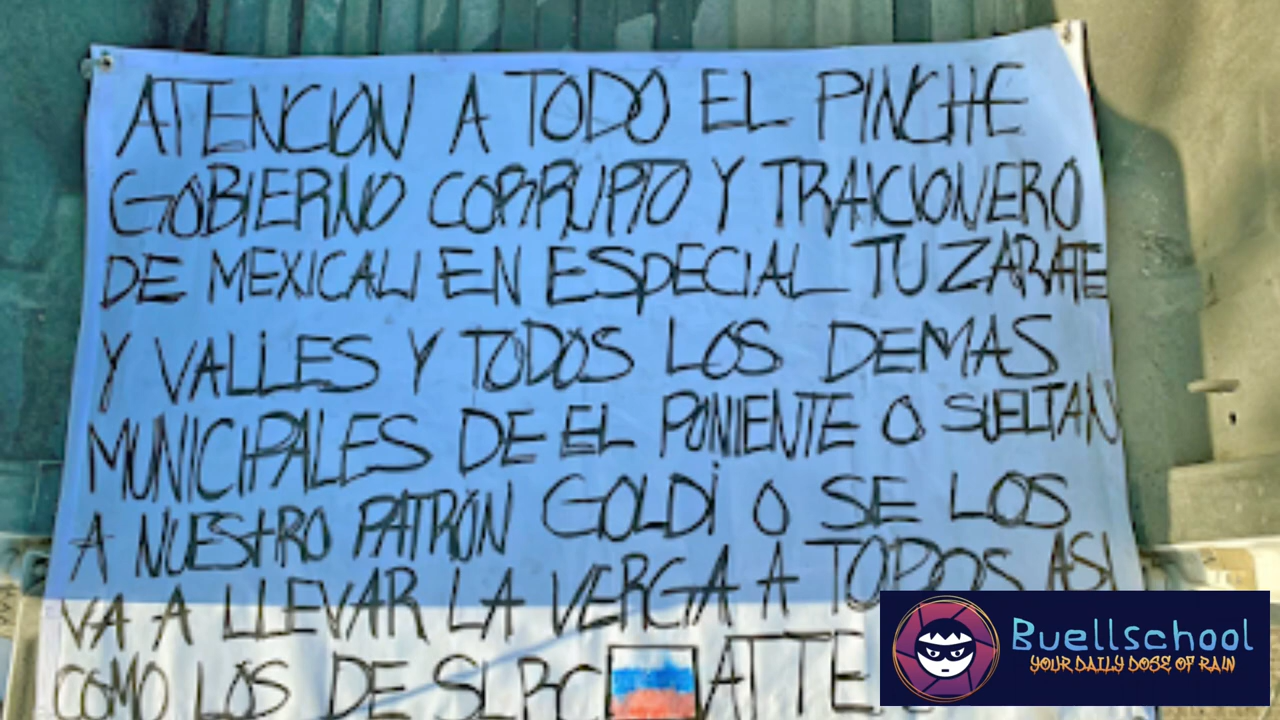 ATENCION A TODO EL PINCHE
GOBIERNO CORRUPTO Y TRAICIONERO
DE MEXICALI EN ESPECIAL TU ZARATE
Y VALLES Y TODOS LOS DEMAS
MUNICIPALES DE EL PONIENTE O SUELTAN
A NUESTRO PATRON GOLDI O SE LOS
VA A LLEVAR LA VERGA A TODOS ASI
COMO LOS DE SLRC ATTE
Buellschool
YOUR DAILY DOSE OF RAIN